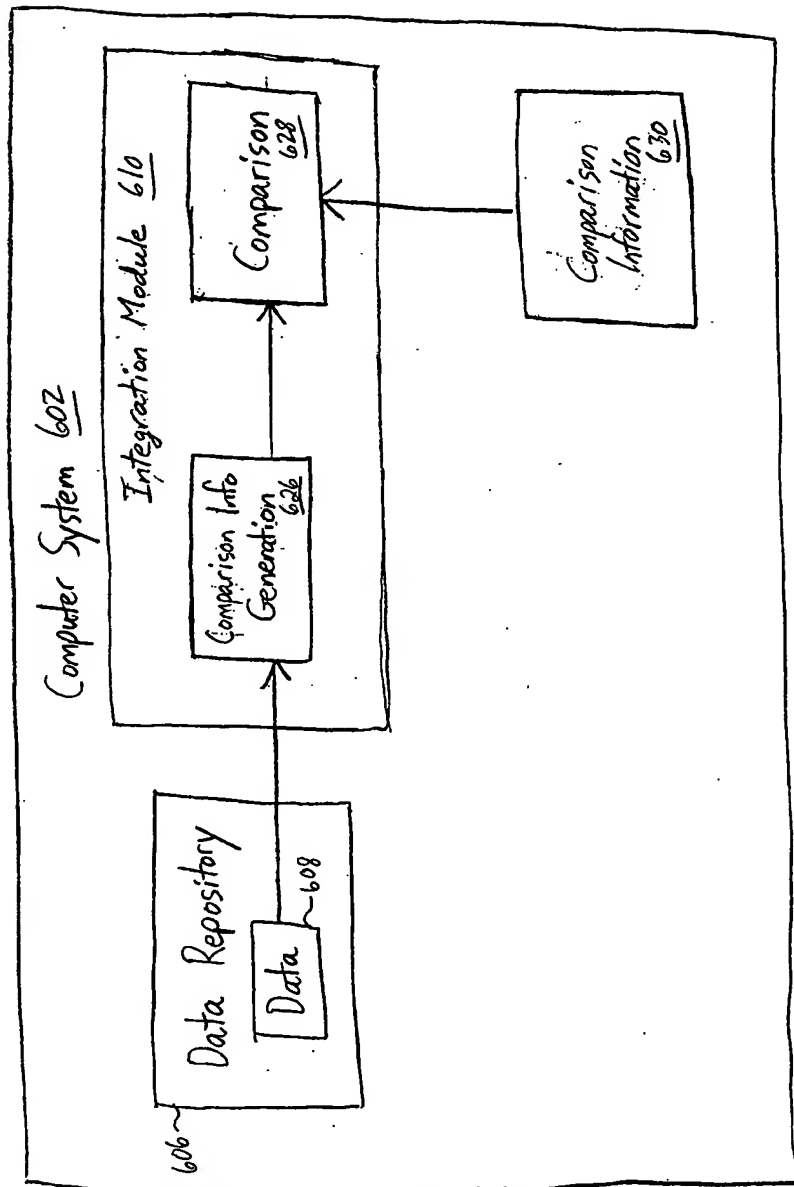 Computer System 602
Integration Module 610
Data Repository
606
Data
608
Comparison Info
Generation
626
Comparison
628
Comparison
Information
630